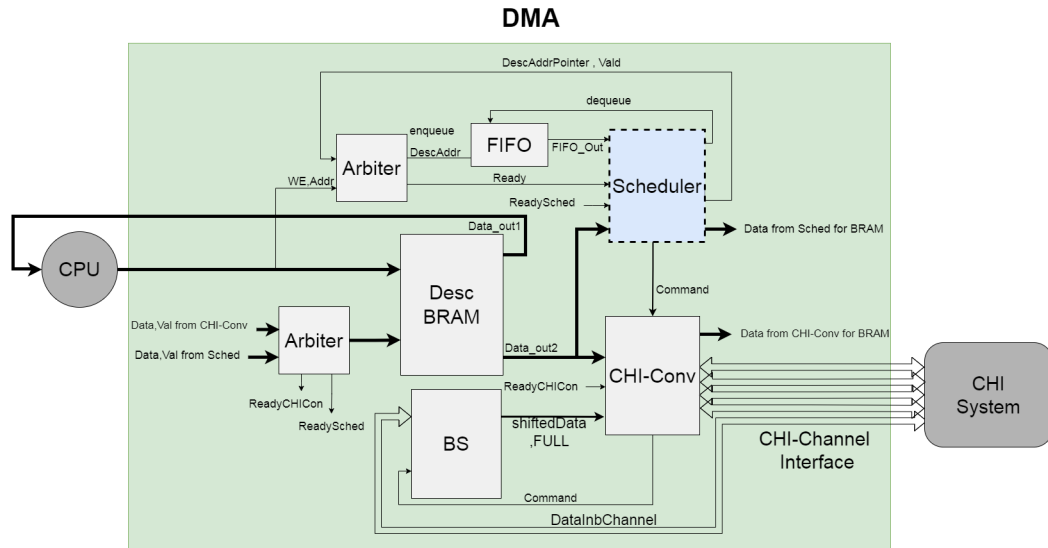 DMA
DescAddrPointer , Vald
dequeue
enqueue
FIFO
DescAddr
FIFO_Out
Arbiter
Scheduler
Ready
WE,Addr
ReadySched
Data_out1
Data from Sched for BRAM
CPU
Desc
BRAM
Command
Data,Val from CHI-Conv
Arbiter
Data from CHI-Conv for BRAM
Data,Val from Sched
Data_out2
CHI-Conv
ReadyCHICon
ReadyCHICon
ReadySched
CHI
System
BS
shiftedData
,FULL
CHI-Channel
Interface
Command
DataInbChannel